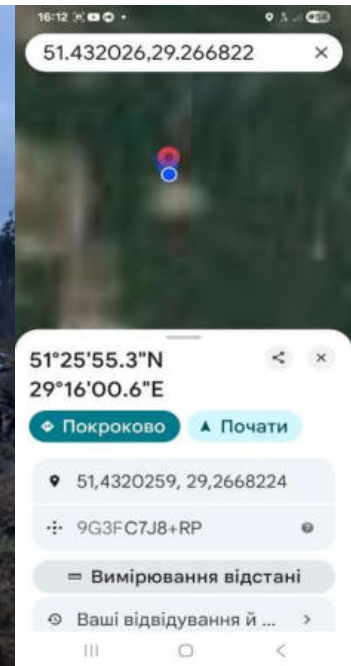 16:12
51.432026,29.266822
51°25'55.3"N
29°16'00.6"E
Покроково
Почати
51,4320259, 29,2668224
9G3FC7J8+RP
Вимірювання відстані
Ваші відвідування й ...